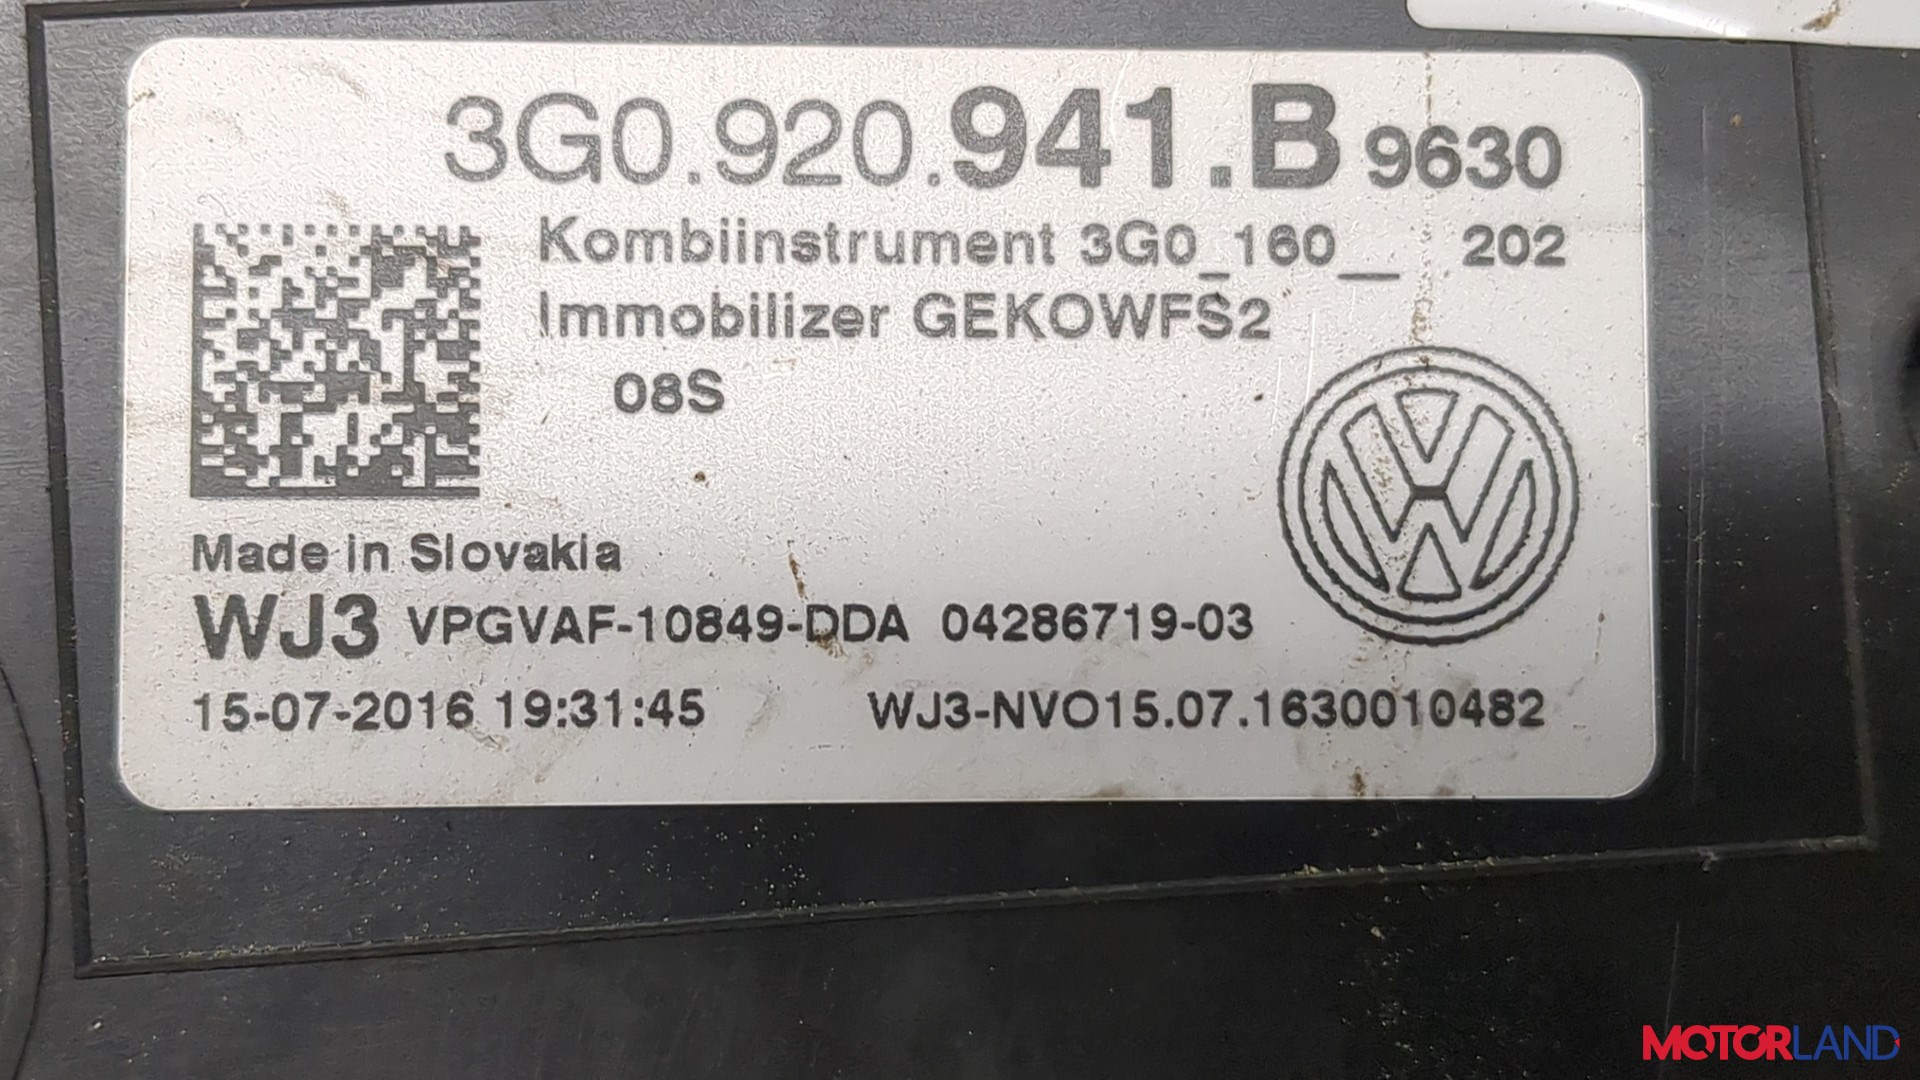 3G0.920.941.B 9630
Kombiinstrument 3G0_160__ 202
Immobilizer GEKOWFS2
08S
Made in Slovakia
WJ3 VPGVAF-10849-DDA 04286719-03
15-07-2016 19:31:45 WJ3-NVO15.07.1630010482
MOTORLAND